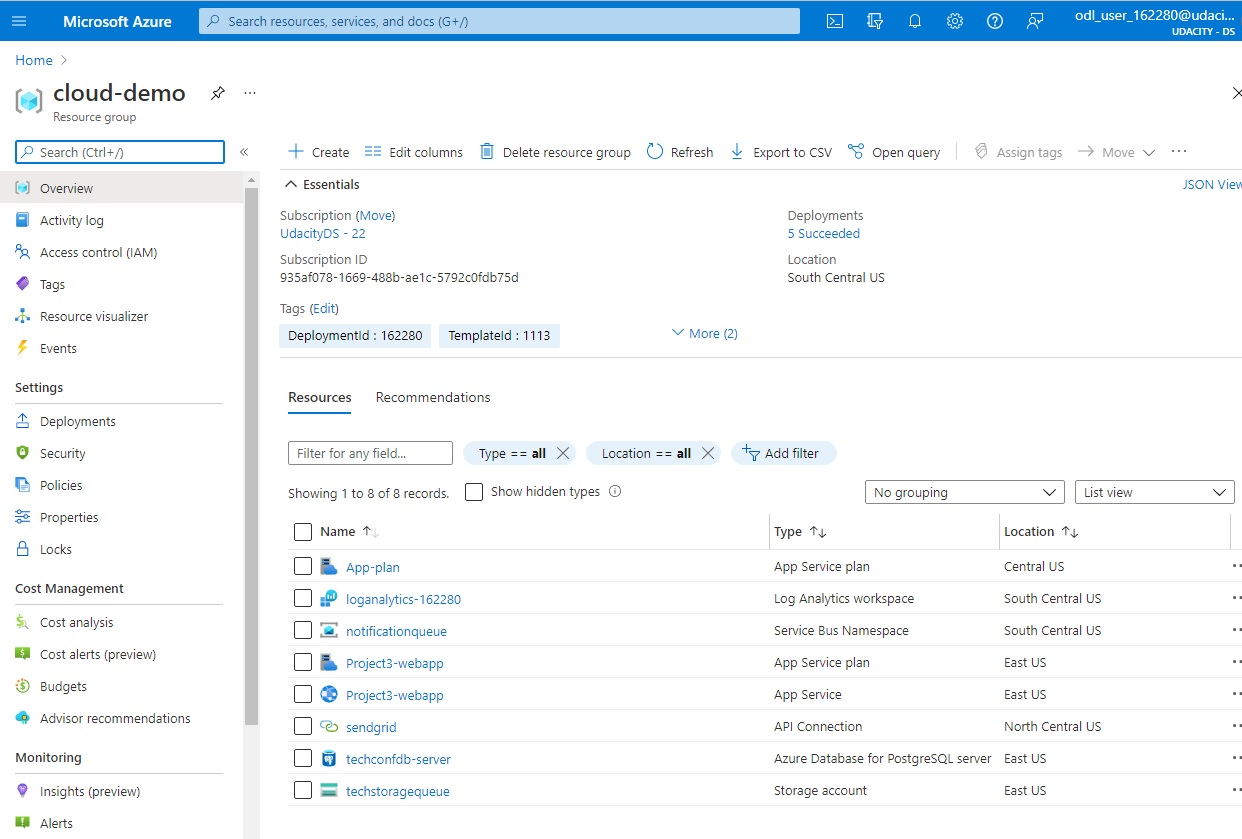 Microsoft Azure
Search resources, services, and docs (G+/)
odl_user_162280@udaci...
UDACITY - DS
Home
cloud-demo
...
Resource group
Search (Ctrl+/)
«
Create
Edit columns
Delete resource group
Refresh
Export to CSV
Open query
Assign tags
Move
...
Overview
Activity log
Access control (IAM)
Tags
Resource visualizer
Events
Settings
Deployments
Security
Policies
Properties
Locks
Cost Management
Cost analysis
Cost alerts (preview)
Budgets
Advisor recommendations
Monitoring
Insights (preview)
Alerts
Essentials
JSON View
Subscription (Move)
UdacityDS - 22
Subscription ID
935af078-1669-488b-ae1c-5792c0fdb75d
Deployments
5 Succeeded
Location
South Central US
Tags (Edit)
DeploymentId : 162280
TemplateId : 1113
More (2)
Resources
Recommendations
Filter for any field...
Type == all
Location == all
Add filter
Showing 1 to 8 of 8 records.
Show hidden types
No grouping
List view
Name Type Location
App-plan App Service plan Central US
loganalytics-162280 Log Analytics workspace South Central US
notificationqueue Service Bus Namespace South Central US
Project3-webapp App Service plan East US
Project3-webapp App Service East US
sendgrid API Connection North Central US
techconfdb-server Azure Database for PostgreSQL server East US
techstoragequeue Storage account East US